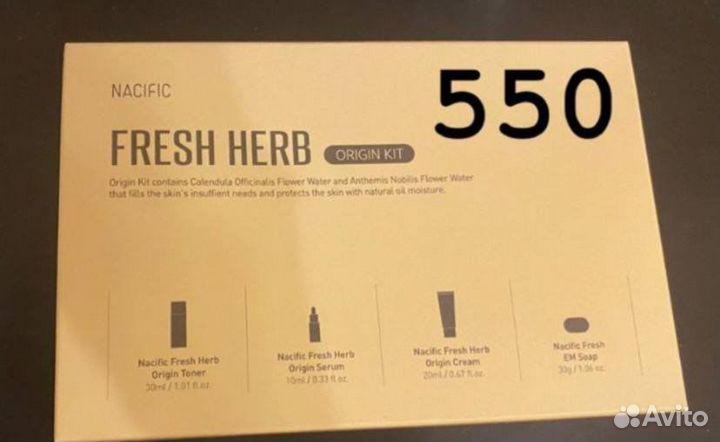 550
NACIFIC
FRESH HERB ORIGIN KIT
Origin Kit contains Calendula Officinalis Flower Water and Anthemis Nobilis Flower Water
that fills the skin's insuffient needs and protects the skin with natural oil moisture.
Nacific Fresh Herb
Origin Toner
30ml / 1.01 fl.oz.
Nacific Fresh Herb
Origin Serum
10ml / 0.33 fl.oz.
Nacific Fresh Herb
Origin Cream
20ml / 0.67 fl.oz.
Nacific Fresh
EM Soap
30g / 1.06 oz.
Avito